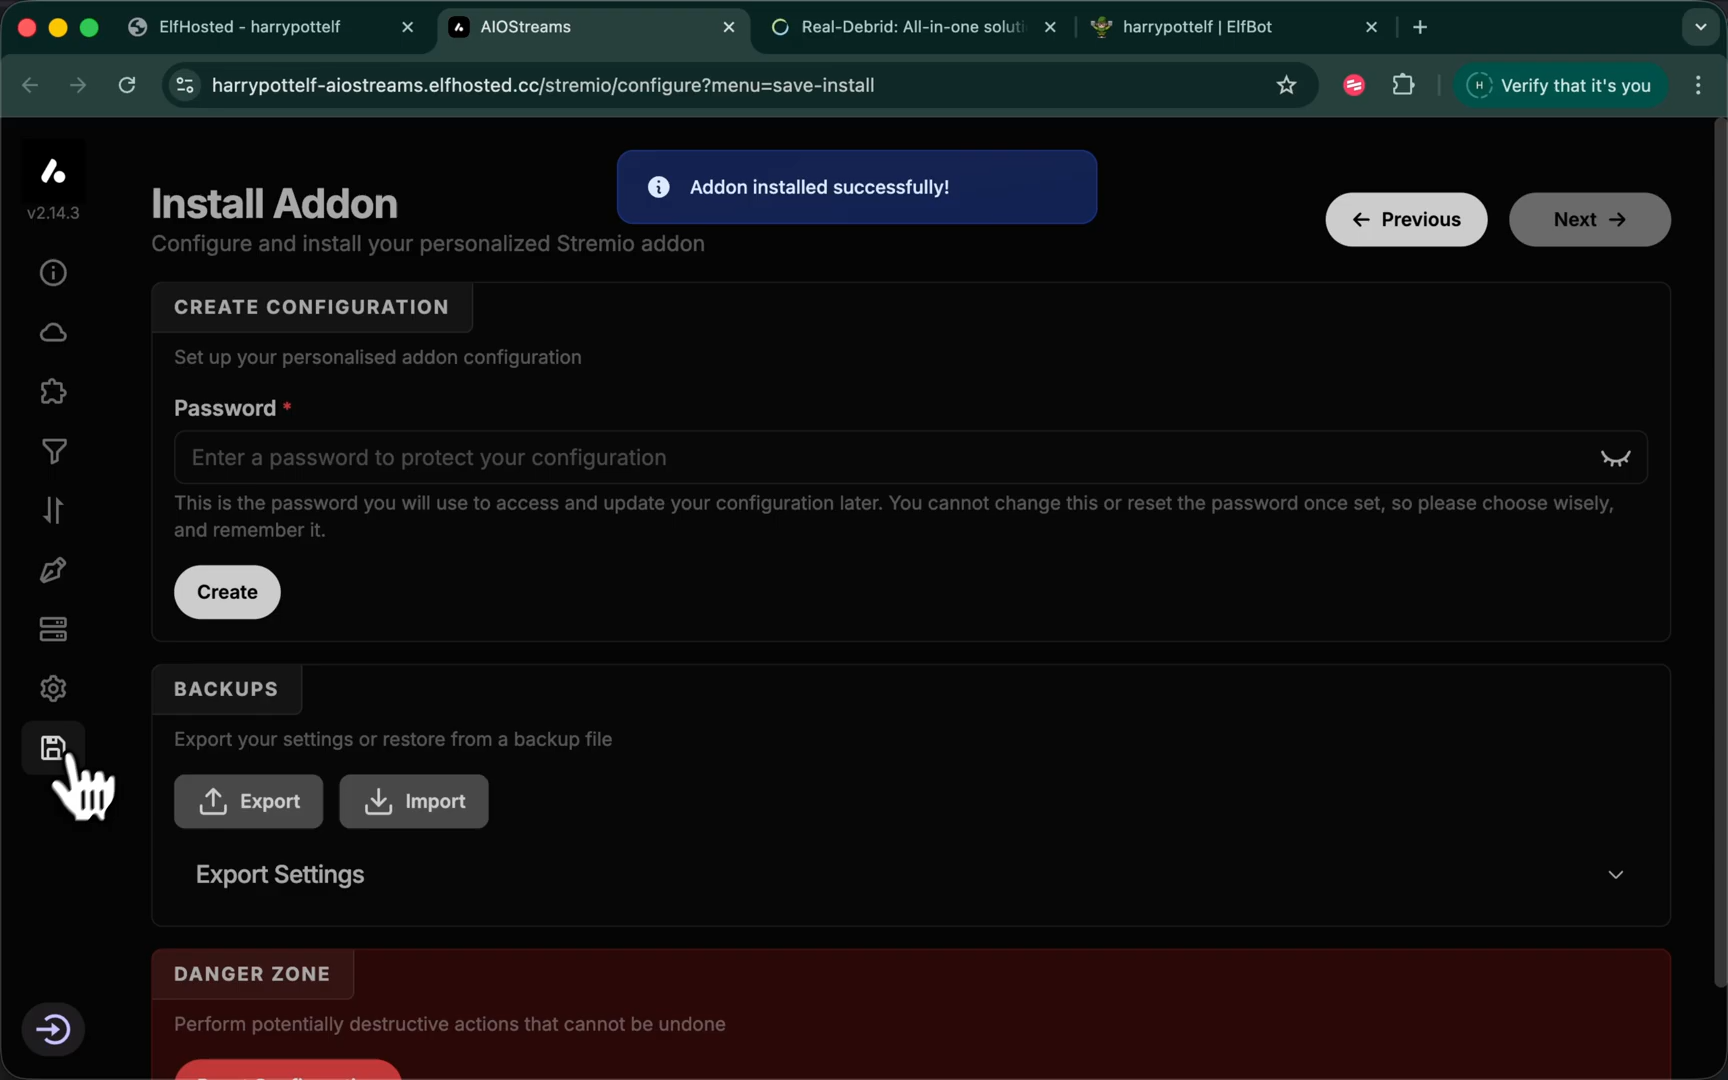 ElfHosted - harrypottelf
AIOStreams
Real-Debrid: All-in-one soluti
harrypottelf | ElfBot
harrypottelf-aiostreams.elfhosted.cc/stremio/configure?menu=save-install
H
Verify that it's you
v2.14.3
Addon installed successfully!
Install Addon
Configure and install your personalized Stremio addon
Previous
Next
CREATE CONFIGURATION
Set up your personalised addon configuration
Password *
Enter a password to protect your configuration
This is the password you will use to access and update your configuration later. You cannot change this or reset the password once set, so please choose wisely,
and remember it.
Create
BACKUPS
Export your settings or restore from a backup file
Export
Import
Export Settings
DANGER ZONE
Perform potentially destructive actions that cannot be undone